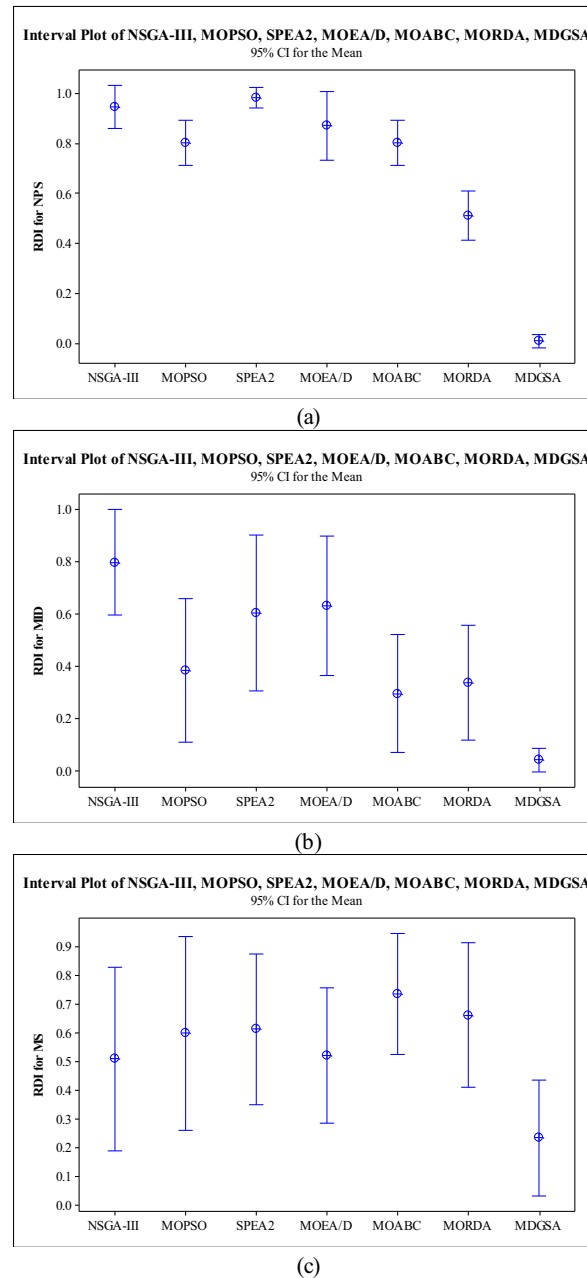 Interval Plot of NSGA-III, MOPSO, SPEA2, MOEA/D, MOABC, MORDA, MDGSA
95% CI for the Mean
1.0
0.8
0.6
0.4
0.2
0.0
RDI for NPS
NSGA-III MOPSO SPEA2 MOEA/D MOABC MORDA MDGSA
(a)
Interval Plot of NSGA-III, MOPSO, SPEA2, MOEA/D, MOABC, MORDA, MDGSA
95% CI for the Mean
1.0
0.8
0.6
0.4
0.2
0.0
RDI for MID
NSGA-III MOPSO SPEA2 MOEA/D MOABC MORDA MDGSA
(b)
Interval Plot of NSGA-III, MOPSO, SPEA2, MOEA/D, MOABC, MORDA, MDGSA
95% CI for the Mean
0.9
0.8
0.7
0.6
0.5
0.4
0.3
0.2
0.1
0.0
RDI for MS
NSGA-III MOPSO SPEA2 MOEA/D MOABC MORDA MDGSA
(c)